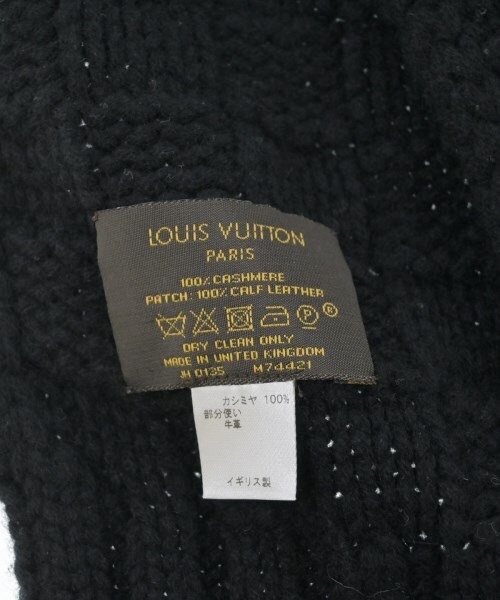 LOUIS VUITTON
PARIS
100% CASHMERE
PATCH: 100% CALF LEATHER
P
DRY CLEAN ONLY
MADE IN UNITED KINGDOM
JH 0135 M74421
カシミヤ 100%
部分使い
牛革
イギリス製